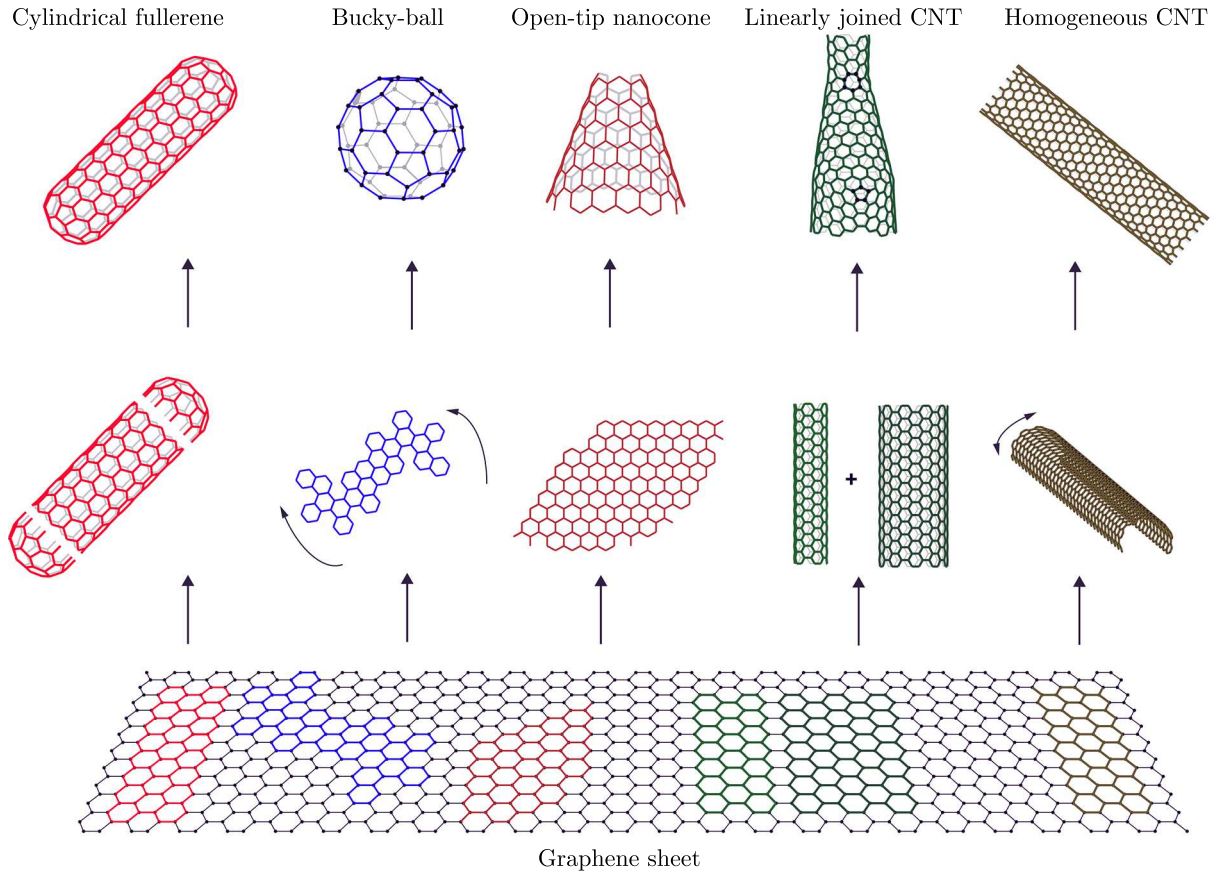 Cylindrical fullerene
Bucky-ball
Open-tip nanocone
Linearly joined CNT
Homogeneous CNT
+
Graphene sheet